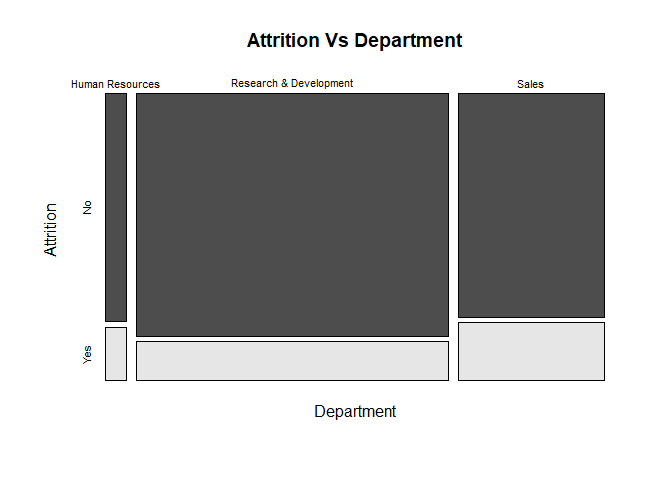 Attrition Vs Department
Human Resources
Research & Development
Sales
No
Yes
Attrition
Department